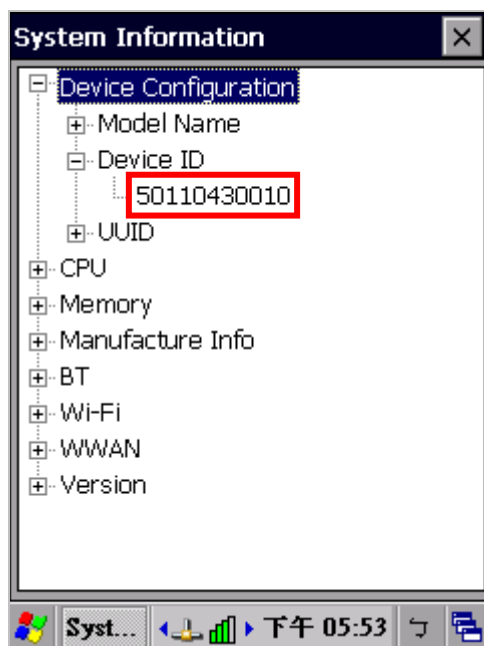 System Information
Device Configuration
Model Name
Device ID
50110430010
UUID
CPU
Memory
Manufacture Info
BT
Wi-Fi
WWAN
Version
Syst... 下午 05:53 ㄅ